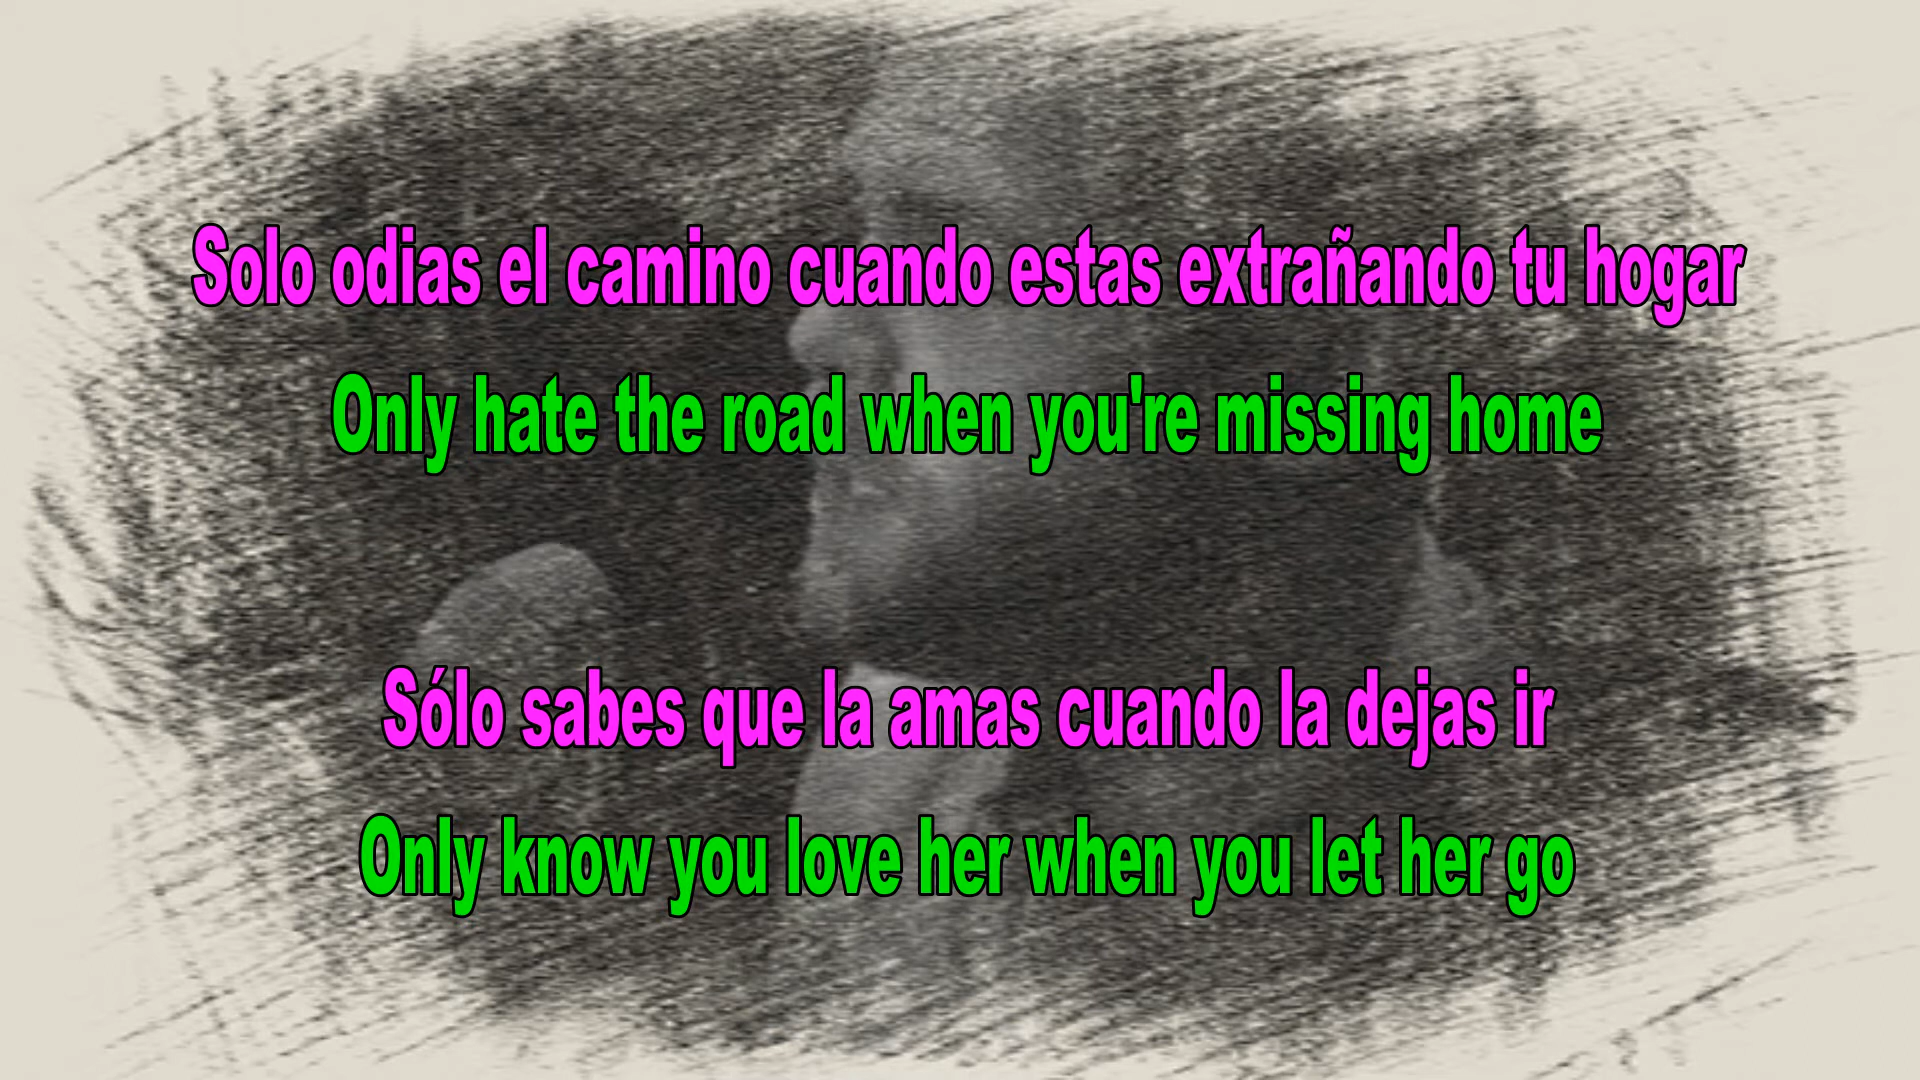 Solo odias el camino cuando estas extrañando tu hogar
Only hate the road when you're missing home
Sólo sabes que la amas cuando la dejas ir
Only know you love her when you let her go